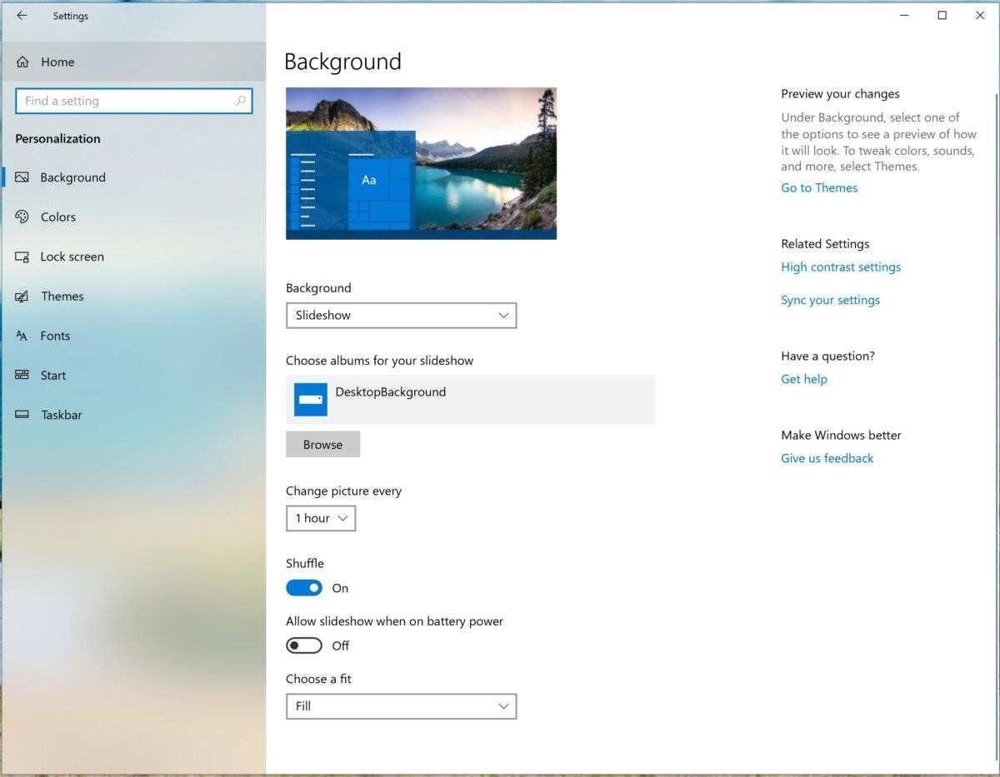 Settings
Home
Find a setting
Personalization
Background
Colors
Lock screen
Themes
Fonts
Start
Taskbar
Background
Aa
Background
Slideshow
Choose albums for your slideshow
DesktopBackground
Browse
Change picture every
1 hour
Shuffle
On
Allow slideshow when on battery power
Off
Choose a fit
Fill
Preview your changes
Under Background, select one of
the options to see a preview of how
it will look. To tweak colors, sounds,
and more, select Themes.
Go to Themes
Related Settings
High contrast settings
Sync your settings
Have a question?
Get help
Make Windows better
Give us feedback